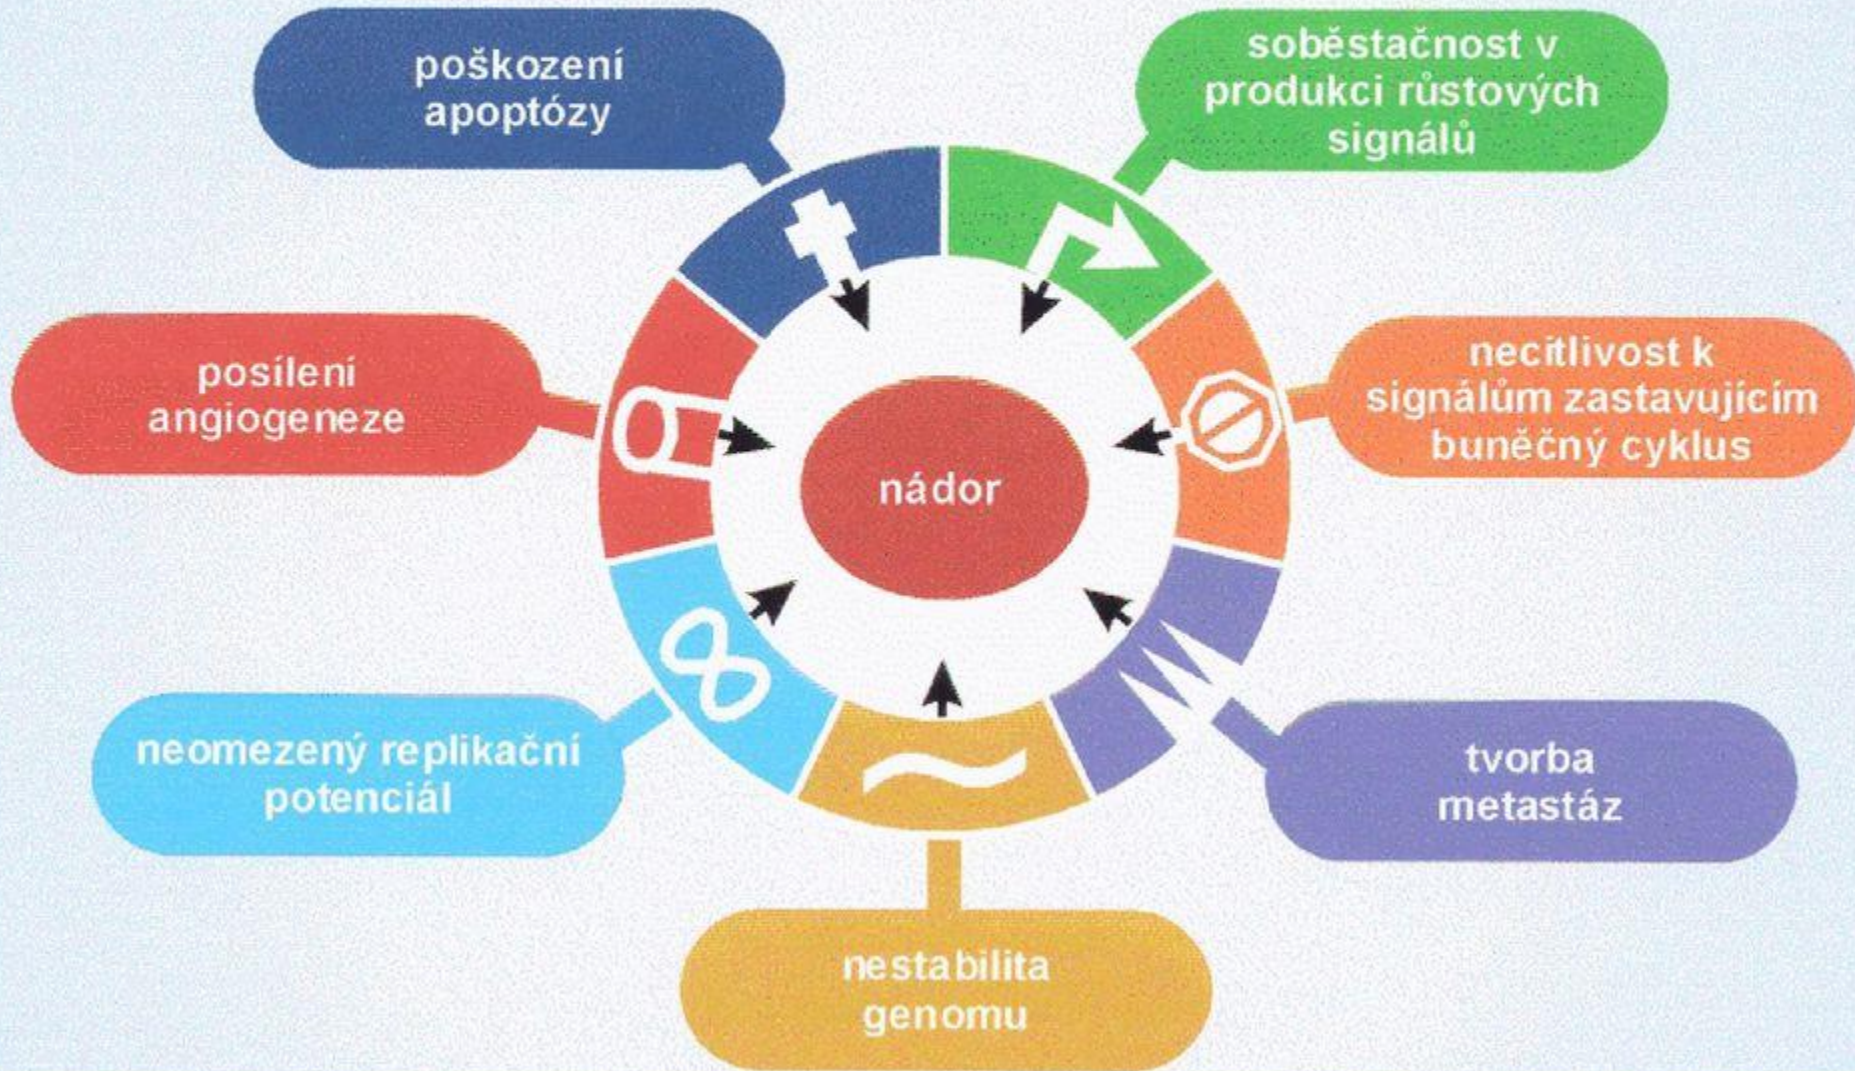 poškození
apoptózy
soběstačnost v
produkci růstových
signálů
posílení
angiogeneze
necitlivost k
signálům zastavujícím
buněčný cyklus
nádor
neomezený replikační
potenciál
tvorba
metastáz
nestabilita
genomu